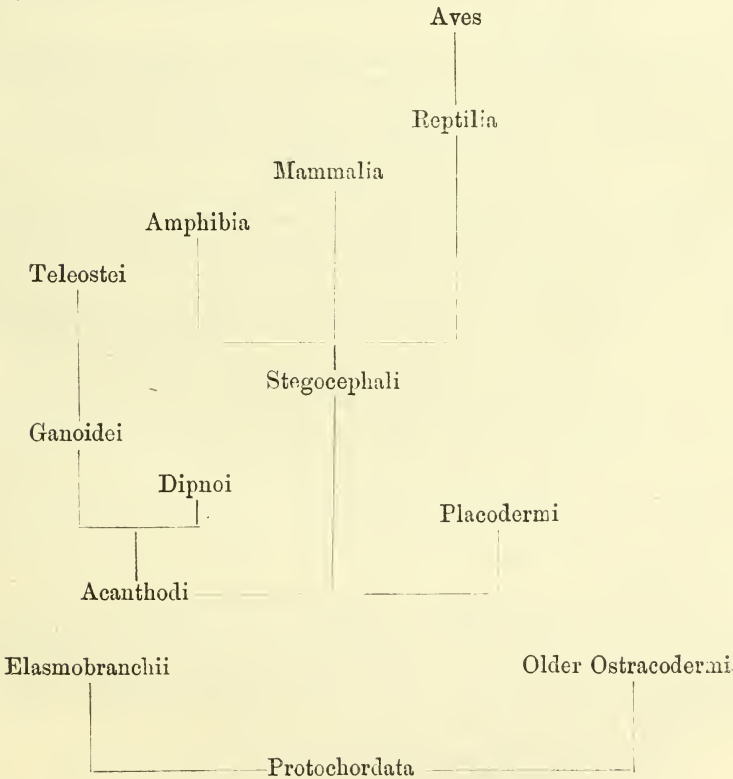 Aves
Reptilia
Mammalia
Amphibia
Teleostei
Stegocephali
Ganoidei
Dipnoi
Placodermi
Acanthodi
Elasmobranchii
Older Ostracodermi
Protochordata